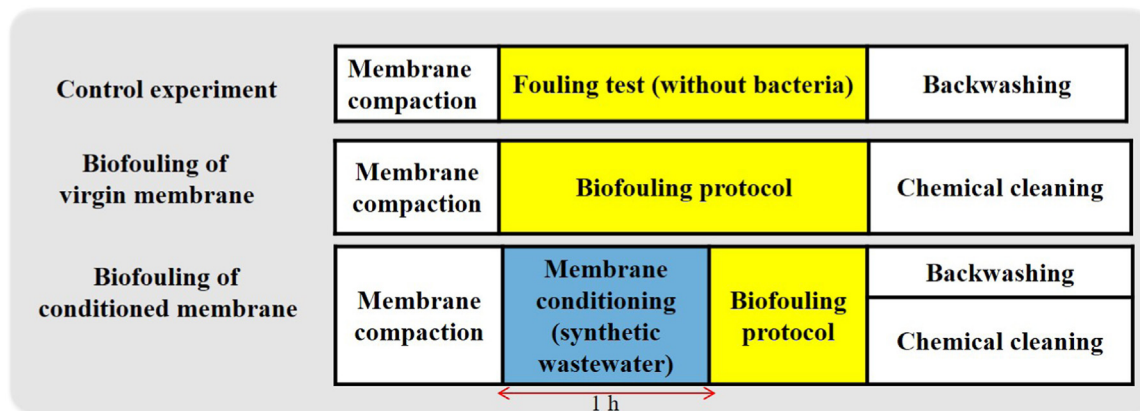 Control experiment
Membrane
compaction
Fouling test (without bacteria)
Backwashing
Biofouling of
virgin membrane
Membrane
compaction
Biofouling protocol
Chemical cleaning
Biofouling of
conditioned membrane
Membrane
compaction
Membrane
conditioning
(synthetic
wastewater)
Biofouling
protocol
Backwashing
Chemical cleaning
1 h